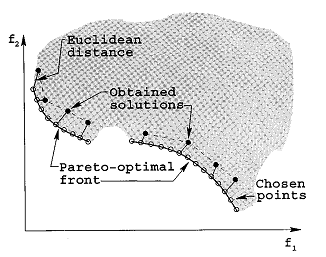 f2
Euclidean
distance
Obtained
solutions
Pareto-optimal
front
Chosen
points
f1